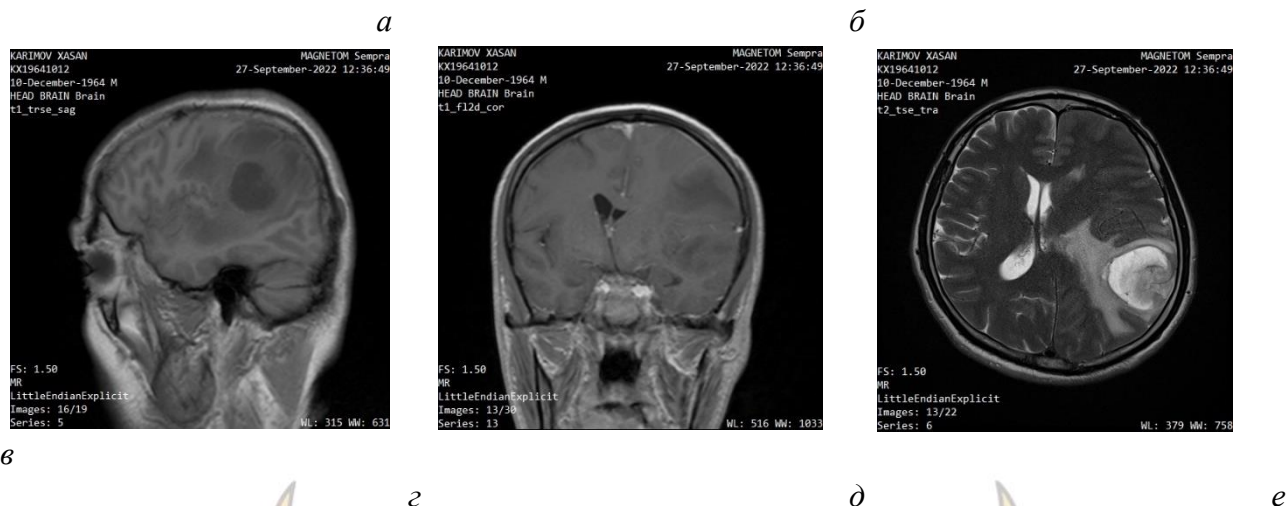 а б
KARIMOV XASAN
KX19641012
10-December-1964 M
HEAD BRAIN Brain
t1_trse_sag
MAGNETOM Sempra
27-September-2022 12:36:49
FS: 1.50
MR
LittleEndianExplicit
Images: 16/19
Series: 5
WL: 315 WW: 631
KARIMOV XASAN
KX19641012
10-December-1964 M
HEAD BRAIN Brain
t1_fl2d_cor
MAGNETOM Sempra
27-September-2022 12:36:49
FS: 1.50
MR
LittleEndianExplicit
Images: 13/30
Series: 13
WL: 516 WW: 1033
KARIMOV XASAN
KX19641012
10-December-1964 M
HEAD BRAIN Brain
t2_tse_tra
MAGNETOM Sempra
27-September-2022 12:36:49
FS: 1.50
MR
LittleEndianExplicit
Images: 13/22
Series: 6
WL: 379 WW: 758
в
г д е